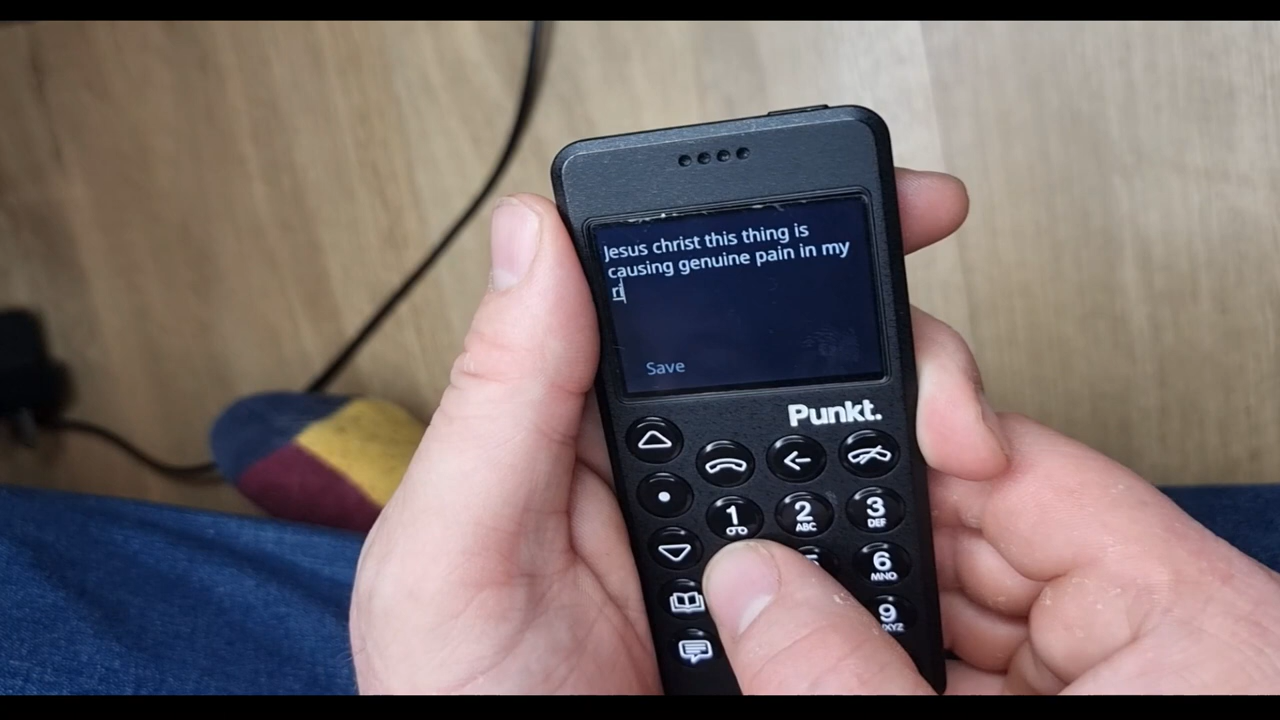 Jesus christ this thing is
causing genuine pain in my
ri
Save
Punkt.
1
2 ABC
3 DEF
6 MNO
9